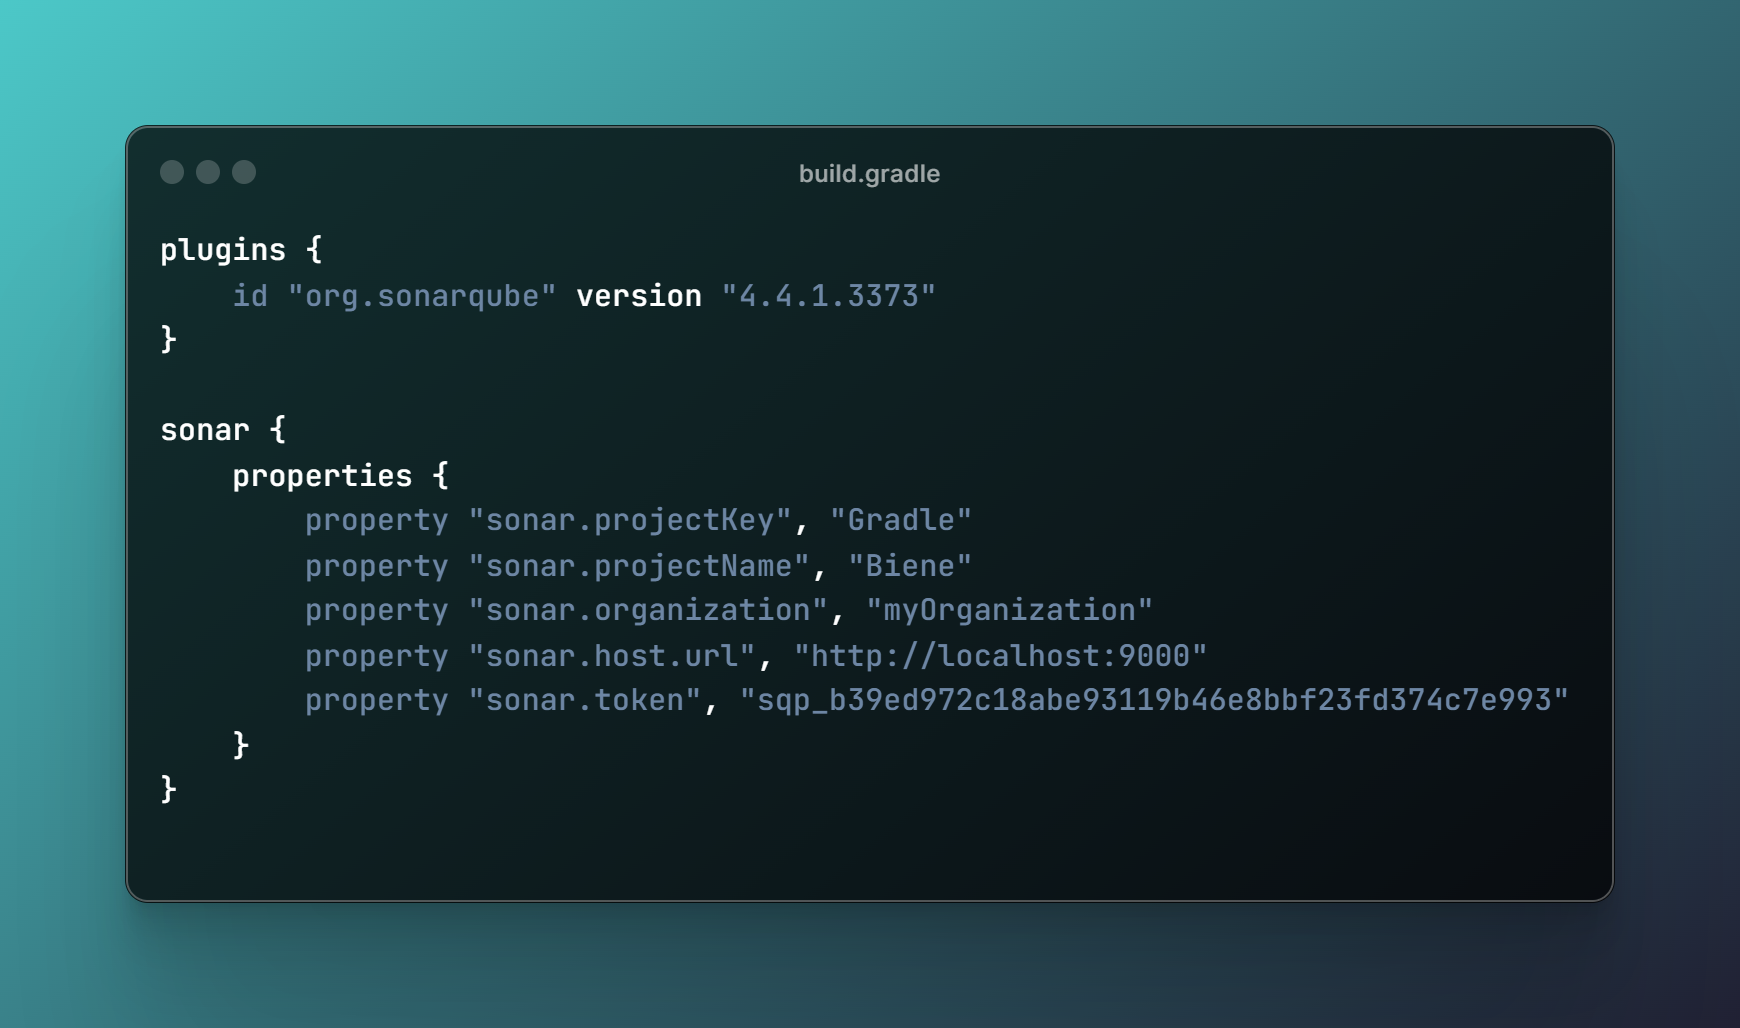 build.gradle
plugins {
    id "org.sonarqube" version "4.4.1.3373"
}
sonar {
    properties {
        property "sonar.projectKey", "Gradle"
        property "sonar.projectName", "Biene"
        property "sonar.organization", "myOrganization"
        property "sonar.host.url", "http://localhost:9000"
        property "sonar.token", "sqp_b39ed972c18abe93119b46e8bbf23fd374c7e993"
    }
}